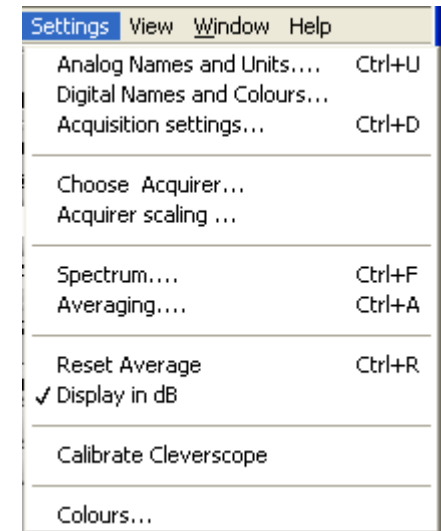 Settings View Window Help
Analog Names and Units.... Ctrl+U
Digital Names and Colours...
Acquisition settings... Ctrl+D
Choose Acquirer...
Acquirer scaling ...
Spectrum.... Ctrl+F
Averaging.... Ctrl+A
Reset Average Ctrl+R
✓ Display in dB
Calibrate Cleverscope
Colours...